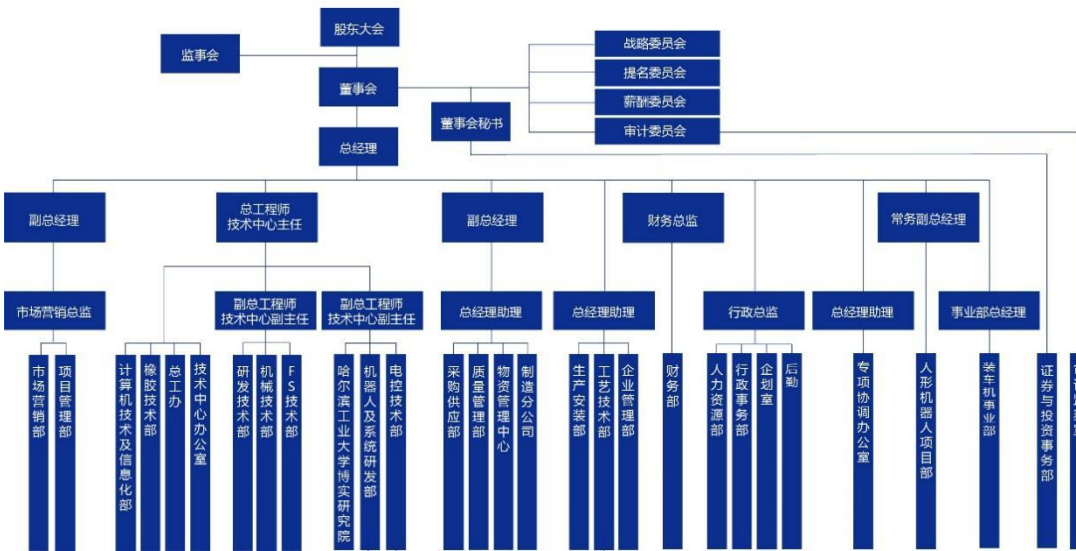 股东大会
监事会
战略委员会
提名委员会
董事会
薪酬委员会
董事会秘书
审计委员会
总经理
副总经理
总工程师
技术中心主任
副总经理
财务总监
常务副总经理
市场营销总监
副总工程师
技术中心副主任
副总工程师
技术中心副主任
总经理助理
总经理助理
行政总监
总经理助理
事业部总经理
市场营销部
项目管理部
计算机技术及信息化部
橡胶技术部
总工办
技术中心办公室
研发技术部
机械技术部
FS技术部
哈尔滨工业大学博实研究院
机器人及系统研发部
电控技术部
采购供应部
质量管理部
物资管理中心
制造分公司
生产安装部
工艺技术部
企业管理部
财务部
人力资源部
行政事务部
企划室
后勤
专项协调办公室
人形机器人项目部
装车机事业部
证券与投资事务部